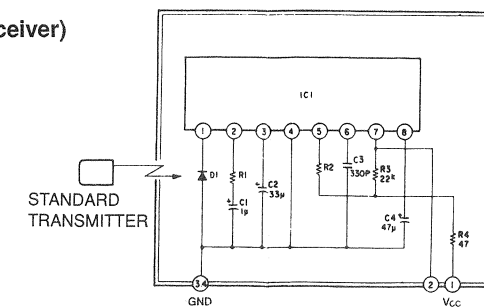 ceiver)
IC1
1 2 3 4 5 6 7 8
D1
R1
C2
33μ
R2
C3
330P
R3
22k
C1
1μ
C4
47μ
R4
47
STANDARD
TRANSMITTER
3.4
2
1
GND
Vcc